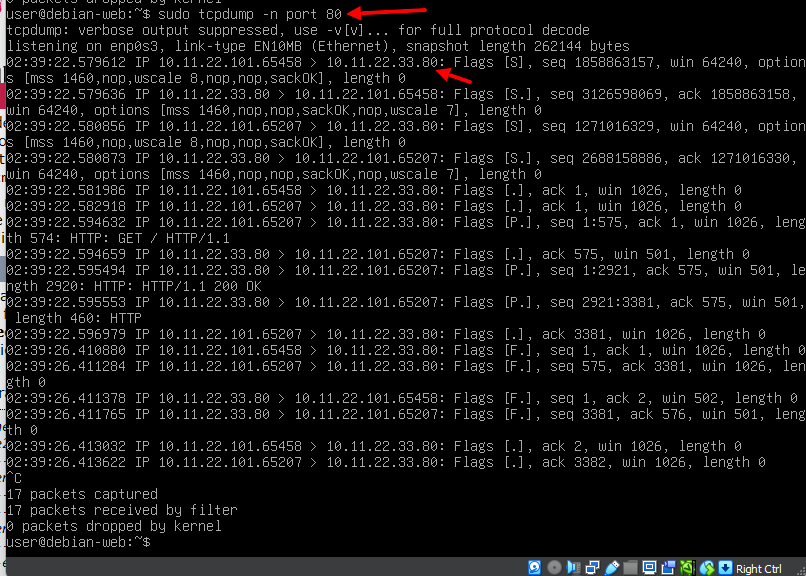 0 packets dropped by kernel
user@debian-web:~$ sudo tcpdump -n port 80
tcpdump: verbose output suppressed, use -v[v]... for full protocol decode
listening on enp0s3, link-type EN10MB (Ethernet), snapshot length 262144 bytes
02:39:22.579612 IP 10.11.22.101.65458 > 10.11.22.33.80: Flags [S], seq 1858863157, win 64240, option
s [mss 1460,nop,wscale 8,nop,nop,sackOK], length 0
02:39:22.579636 IP 10.11.22.33.80 > 10.11.22.101.65458: Flags [S.], seq 3126598069, ack 1858863158,
win 64240, options [mss 1460,nop,nop,sackOK,nop,wscale 7], length 0
02:39:22.580856 IP 10.11.22.101.65207 > 10.11.22.33.80: Flags [S], seq 1271016329, win 64240, option
s [mss 1460,nop,wscale 8,nop,nop,sackOK], length 0
02:39:22.580873 IP 10.11.22.33.80 > 10.11.22.101.65207: Flags [S.], seq 2688158886, ack 1271016330,
win 64240, options [mss 1460,nop,nop,sackOK,nop,wscale 7], length 0
02:39:22.581986 IP 10.11.22.101.65458 > 10.11.22.33.80: Flags [.], ack 1, win 1026, length 0
02:39:22.582918 IP 10.11.22.101.65207 > 10.11.22.33.80: Flags [.], ack 1, win 1026, length 0
02:39:22.594632 IP 10.11.22.101.65207 > 10.11.22.33.80: Flags [P.], seq 1:575, ack 1, win 1026, leng
th 574: HTTP: GET / HTTP/1.1
02:39:22.594659 IP 10.11.22.33.80 > 10.11.22.101.65207: Flags [.], ack 575, win 501, length 0
02:39:22.595494 IP 10.11.22.33.80 > 10.11.22.101.65207: Flags [P.], seq 1:2921, ack 575, win 501, le
ngth 2920: HTTP: HTTP/1.1 200 OK
02:39:22.595553 IP 10.11.22.33.80 > 10.11.22.101.65207: Flags [P.], seq 2921:3381, ack 575, win 501,
length 460: HTTP
02:39:22.596979 IP 10.11.22.101.65207 > 10.11.22.33.80: Flags [.], ack 3381, win 1026, length 0
02:39:26.410880 IP 10.11.22.101.65458 > 10.11.22.33.80: Flags [F.], seq 1, ack 1, win 1026, length 0
02:39:26.411284 IP 10.11.22.101.65207 > 10.11.22.33.80: Flags [F.], seq 575, ack 3381, win 1026, len
gth 0
02:39:26.411378 IP 10.11.22.33.80 > 10.11.22.101.65458: Flags [F.], seq 1, ack 2, win 502, length 0
02:39:26.411765 IP 10.11.22.33.80 > 10.11.22.101.65207: Flags [F.], seq 3381, ack 576, win 501, leng
th 0
02:39:26.413032 IP 10.11.22.101.65458 > 10.11.22.33.80: Flags [.], ack 2, win 1026, length 0
02:39:26.413622 IP 10.11.22.101.65207 > 10.11.22.33.80: Flags [.], ack 3382, win 1026, length 0
^C
17 packets captured
17 packets received by filter
0 packets dropped by kernel
user@debian-web:~$
Right Ctrl